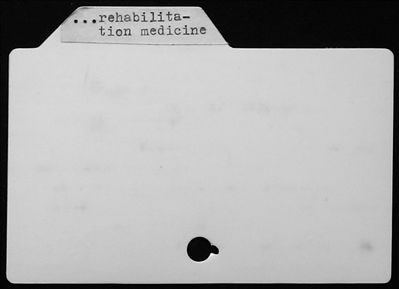 ...rehabilita-
tion medicine